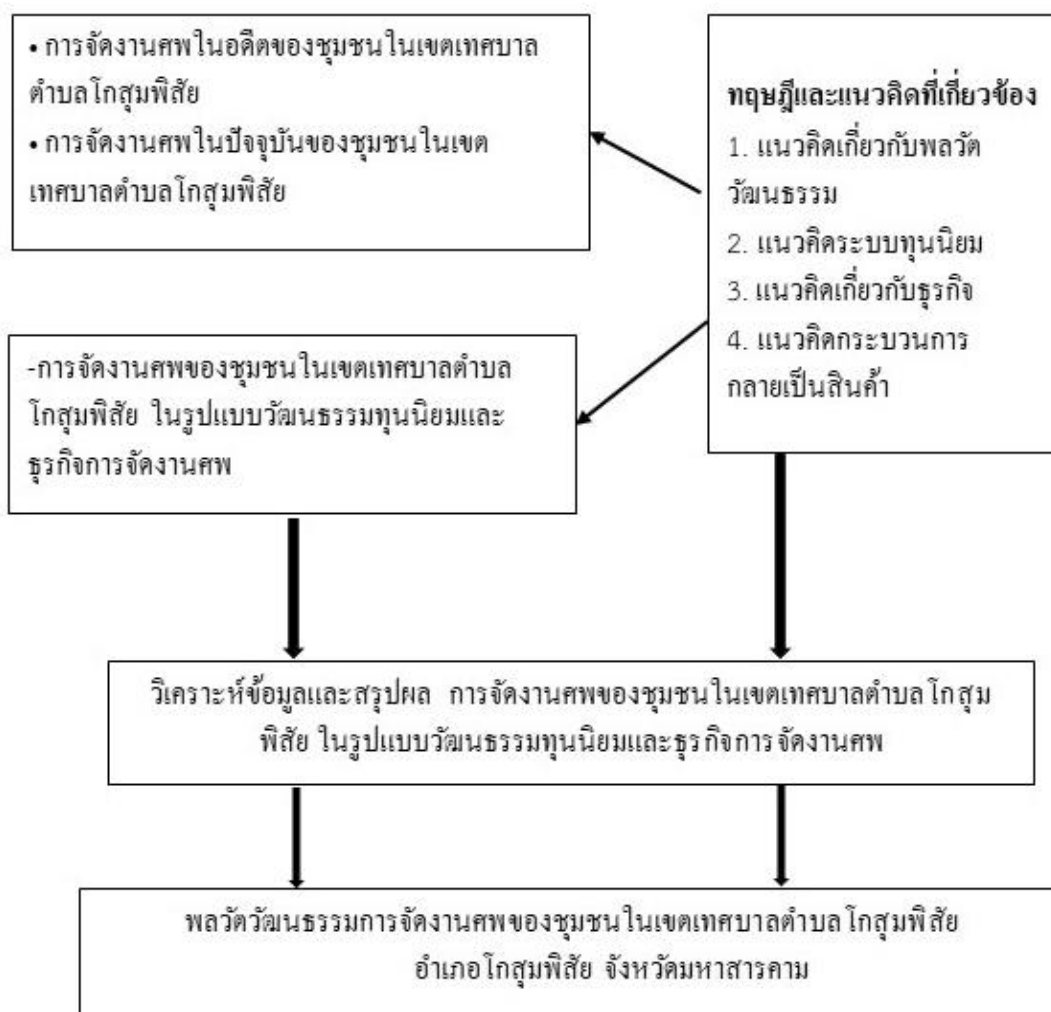 • การจัดงานศพในอดีตของชุมชนในเขตเทศบาล
ตำบลโกสุมพิสัย
• การจัดงานศพในปัจจุบันของชุมชนในเขต
เทศบาลตำบลโกสุมพิสัย
ทฤษฎีและแนวคิดที่เกี่ยวข้อง
1. แนวคิดเกี่ยวกับพลวัต
วัฒนธรรม
2. แนวคิดระบบทุนนิยม
3. แนวคิดเกี่ยวกับธุรกิจ
4. แนวคิดกระบวนการ
กลายเป็นสินค้า
-การจัดงานศพของชุมชนในเขตเทศบาลตำบล
โกสุมพิสัย ในรูปแบบวัฒนธรรมทุนนิยมและ
ธุรกิจการจัดงานศพ
วิเคราะห์ข้อมูลและสรุปผล การจัดงานศพของชุมชนในเขตเทศบาลตำบลโกสุม
พิสัย ในรูปแบบวัฒนธรรมทุนนิยมและธุรกิจการจัดงานศพ
พลวัตวัฒนธรรมการจัดงานศพของชุมชนในเขตเทศบาลตำบลโกสุมพิสัย
อำเภอโกสุมพิสัย จังหวัดมหาสารคาม